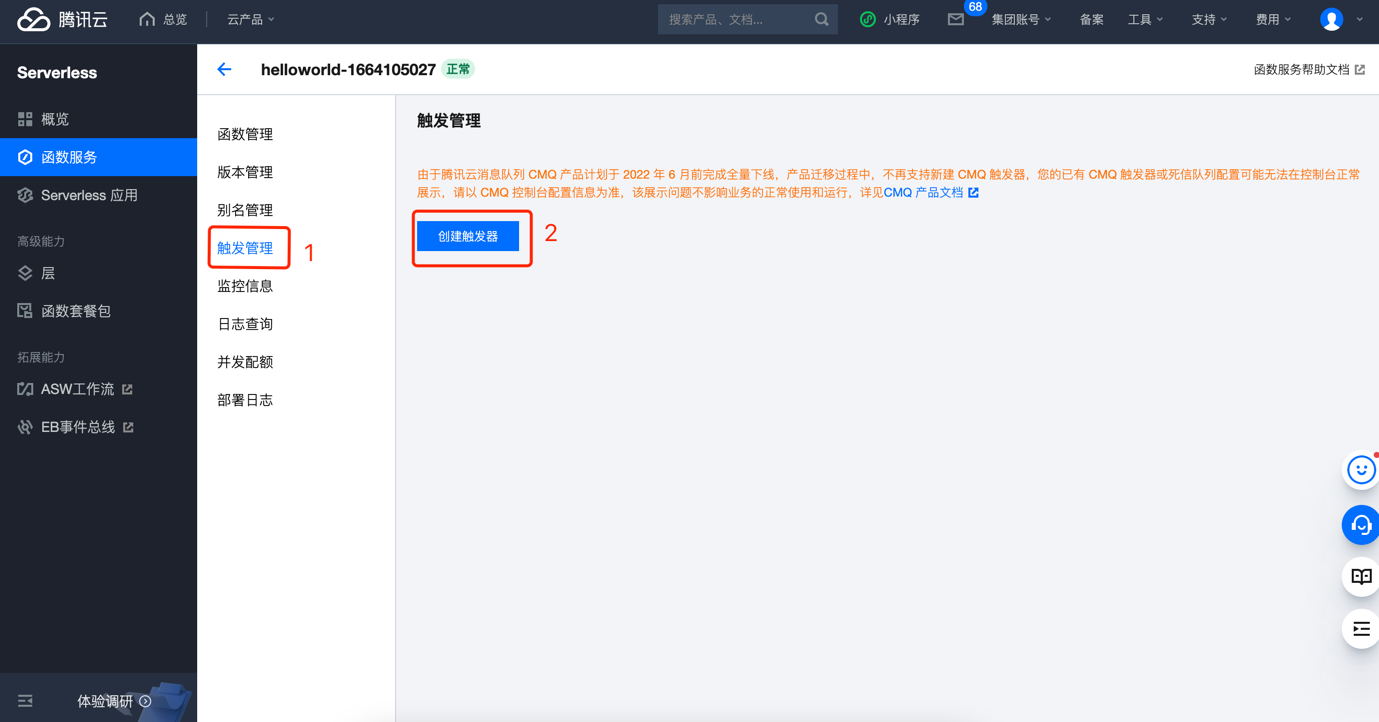 腾讯云
总览
云产品
搜索产品、文档...
小程序
68
集团账号
备案
工具
支持
费用
Serverless
概览
函数服务
Serverless 应用
高级能力
层
函数套餐包
拓展能力
ASW工作流
EB事件总线
体验调研
helloworld-1664105027 正常
函数服务帮助文档
函数管理
版本管理
别名管理
触发管理
1
监控信息
日志查询
并发配额
部署日志
触发管理
由于腾讯云消息队列 CMQ 产品计划于 2022 年 6 月前完成全量下线，产品迁移过程中，不再支持新建 CMQ 触发器，您的已有 CMQ 触发器或死信队列配置可能无法在控制台正常
展示，请以 CMQ 控制台配置信息为准，该展示问题不影响业务的正常使用和运行，详见CMQ 产品文档
创建触发器
2